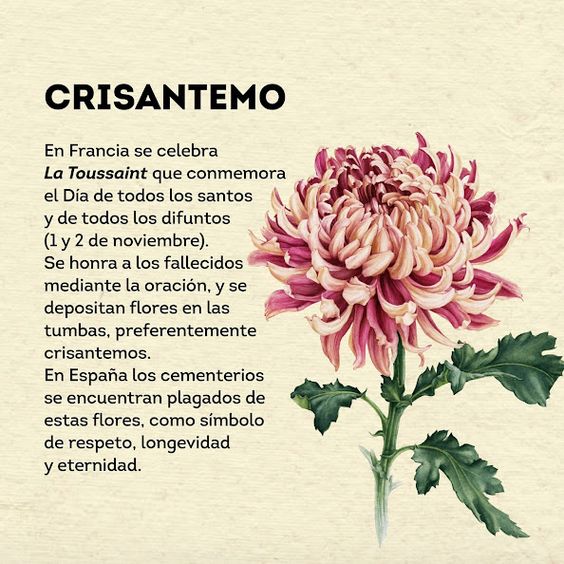 CRISANTEMO
En Francia se celebra
La Toussaint que conmemora
el Día de todos los santos
y de todos los difuntos
(1 y 2 de noviembre).
Se honra a los fallecidos
mediante la oración, y se
depositan flores en las
tumbas, preferentemente
crisantemos.
En España los cementerios
se encuentran plagados de
estas flores, como símbolo
de respeto, longevidad
y eternidad.